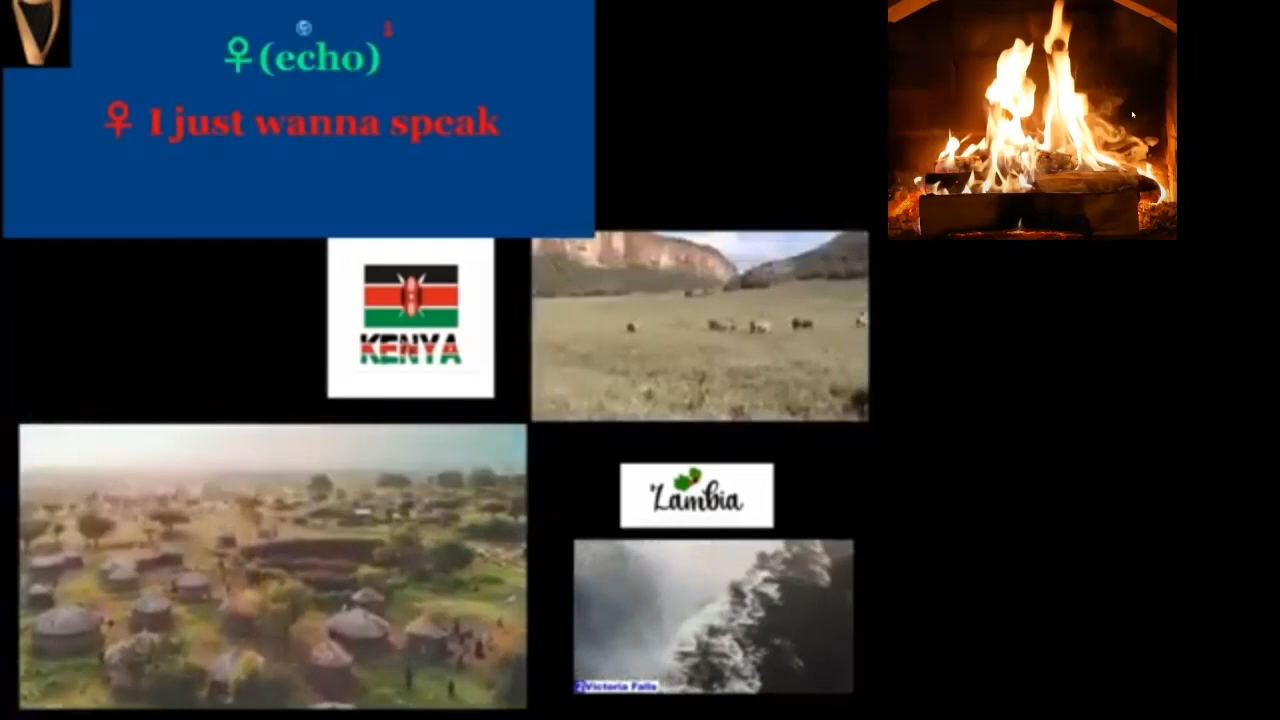 ♀(echo)
♀ I just wanna speak
KENYA
Zambia
Victoria Falls